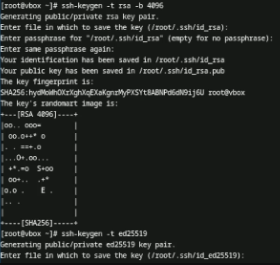 [root@vbox ~]# ssh-keygen -t rsa -b 4096
Generating public/private rsa key pair.
Enter file in which to save the key (/root/.ssh/id_rsa):
Enter passphrase for "/root/.ssh/id_rsa" (empty for no passphrase):
Enter same passphrase again:
Your identification has been saved in /root/.ssh/id_rsa
Your public key has been saved in /root/.ssh/id_rsa.pub
The key fingerprint is:
root@vbox
The key's randomart image is:
+---[RSA 4096]----+
|oo.. ooo= |
| oo.o++* o |
|. . ==+.o |
|...O+.oo... |
| +*.=o S+oo |
| oo+.. .+* |
|o.o . E . |
|.. . |
| |
+----[SHA256]-----+
[root@vbox ~]# ssh-keygen -t ed25519
Generating public/private ed25519 key pair.
Enter file in which to save the key (/root/.ssh/id_ed25519):